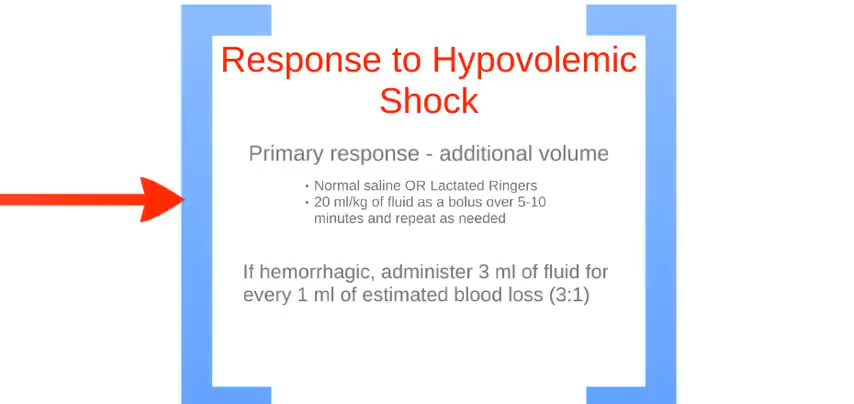 Response to Hypovolemic
Shock
Primary response - additional volume
• Normal saline OR Lactated Ringers
• 20 ml/kg of fluid as a bolus over 5-10
minutes and repeat as needed
If hemorrhagic, administer 3 ml of fluid for
every 1 ml of estimated blood loss (3:1)